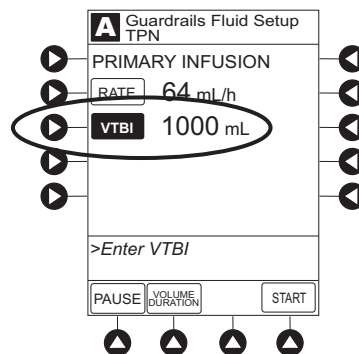 A Guardrails Fluid Setup
TPN
PRIMARY INFUSION
RATE 64 mL/h
VTBI 1000 mL
>Enter VTBI
PAUSE VOLUME DURATION START